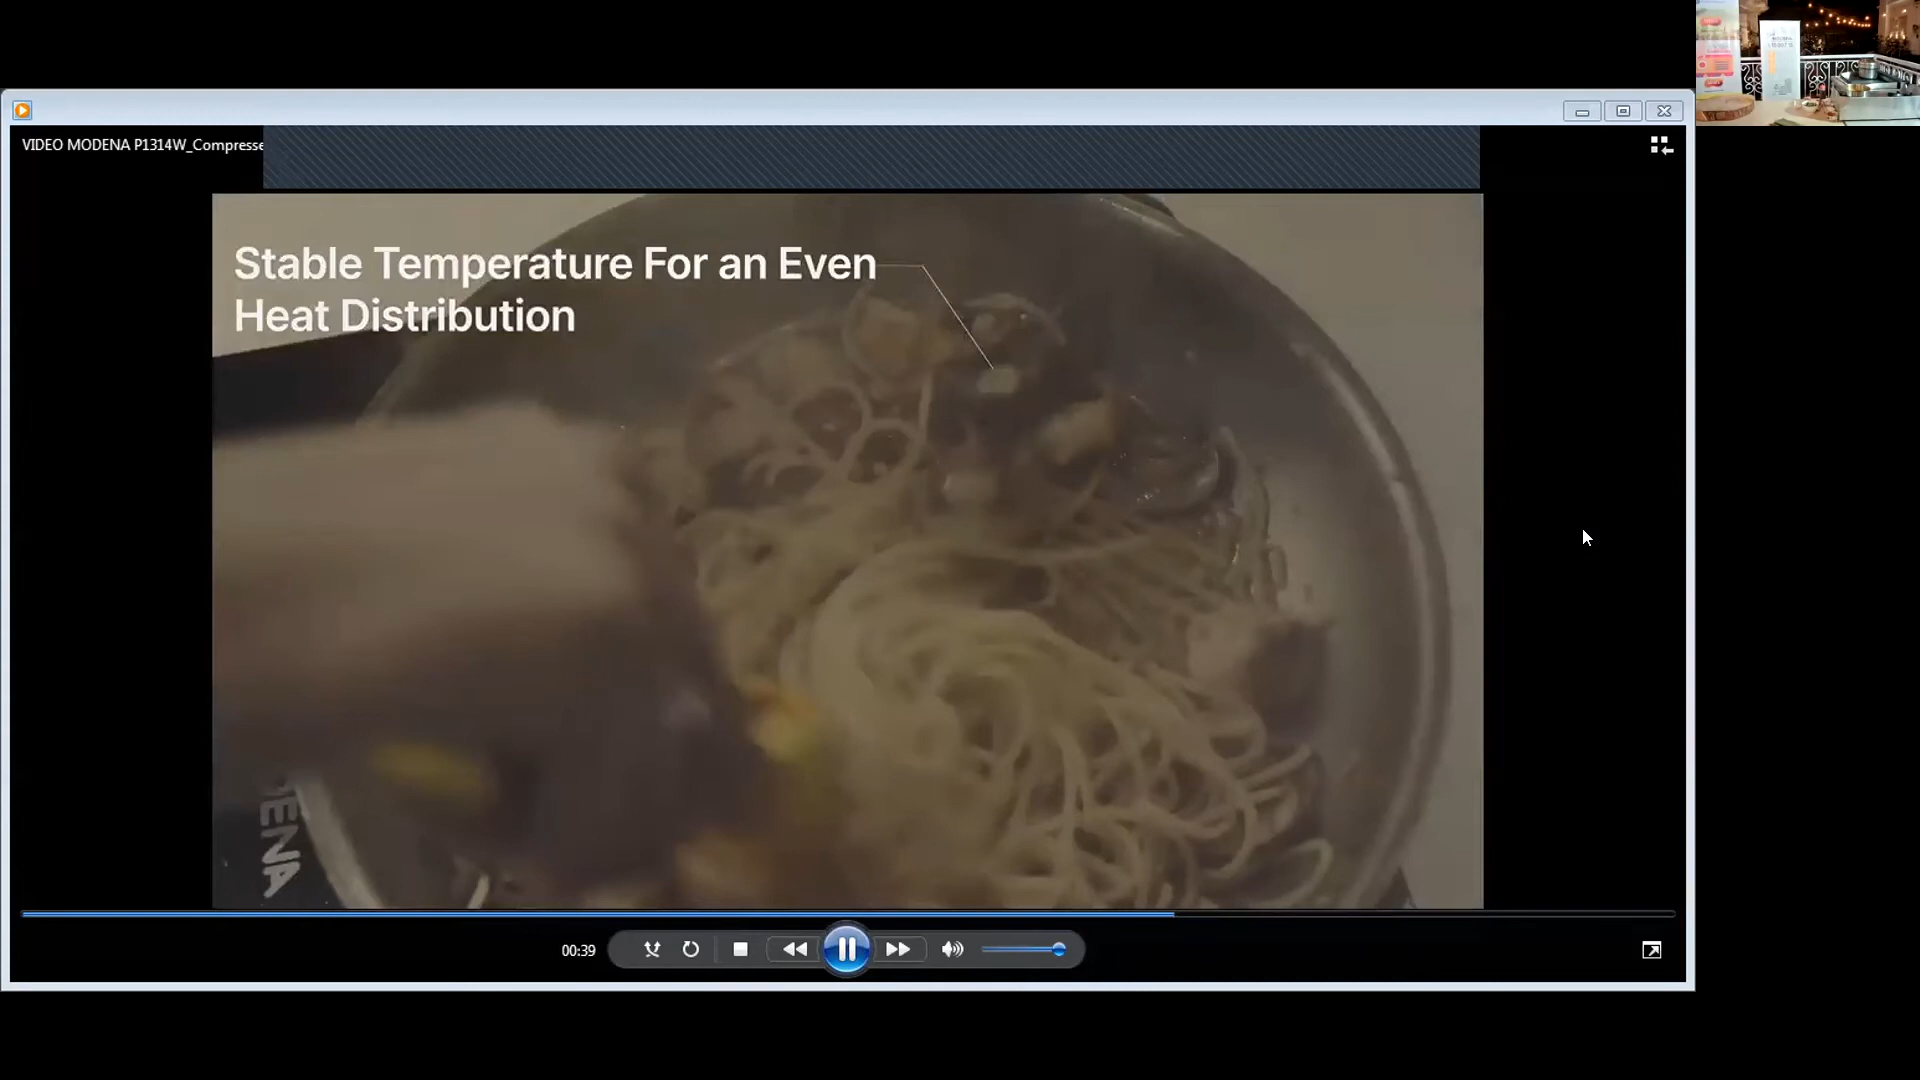 VIDEO MODENA P1314W_Compresse
Stable Temperature For an Even
Heat Distribution
ENA
00:39